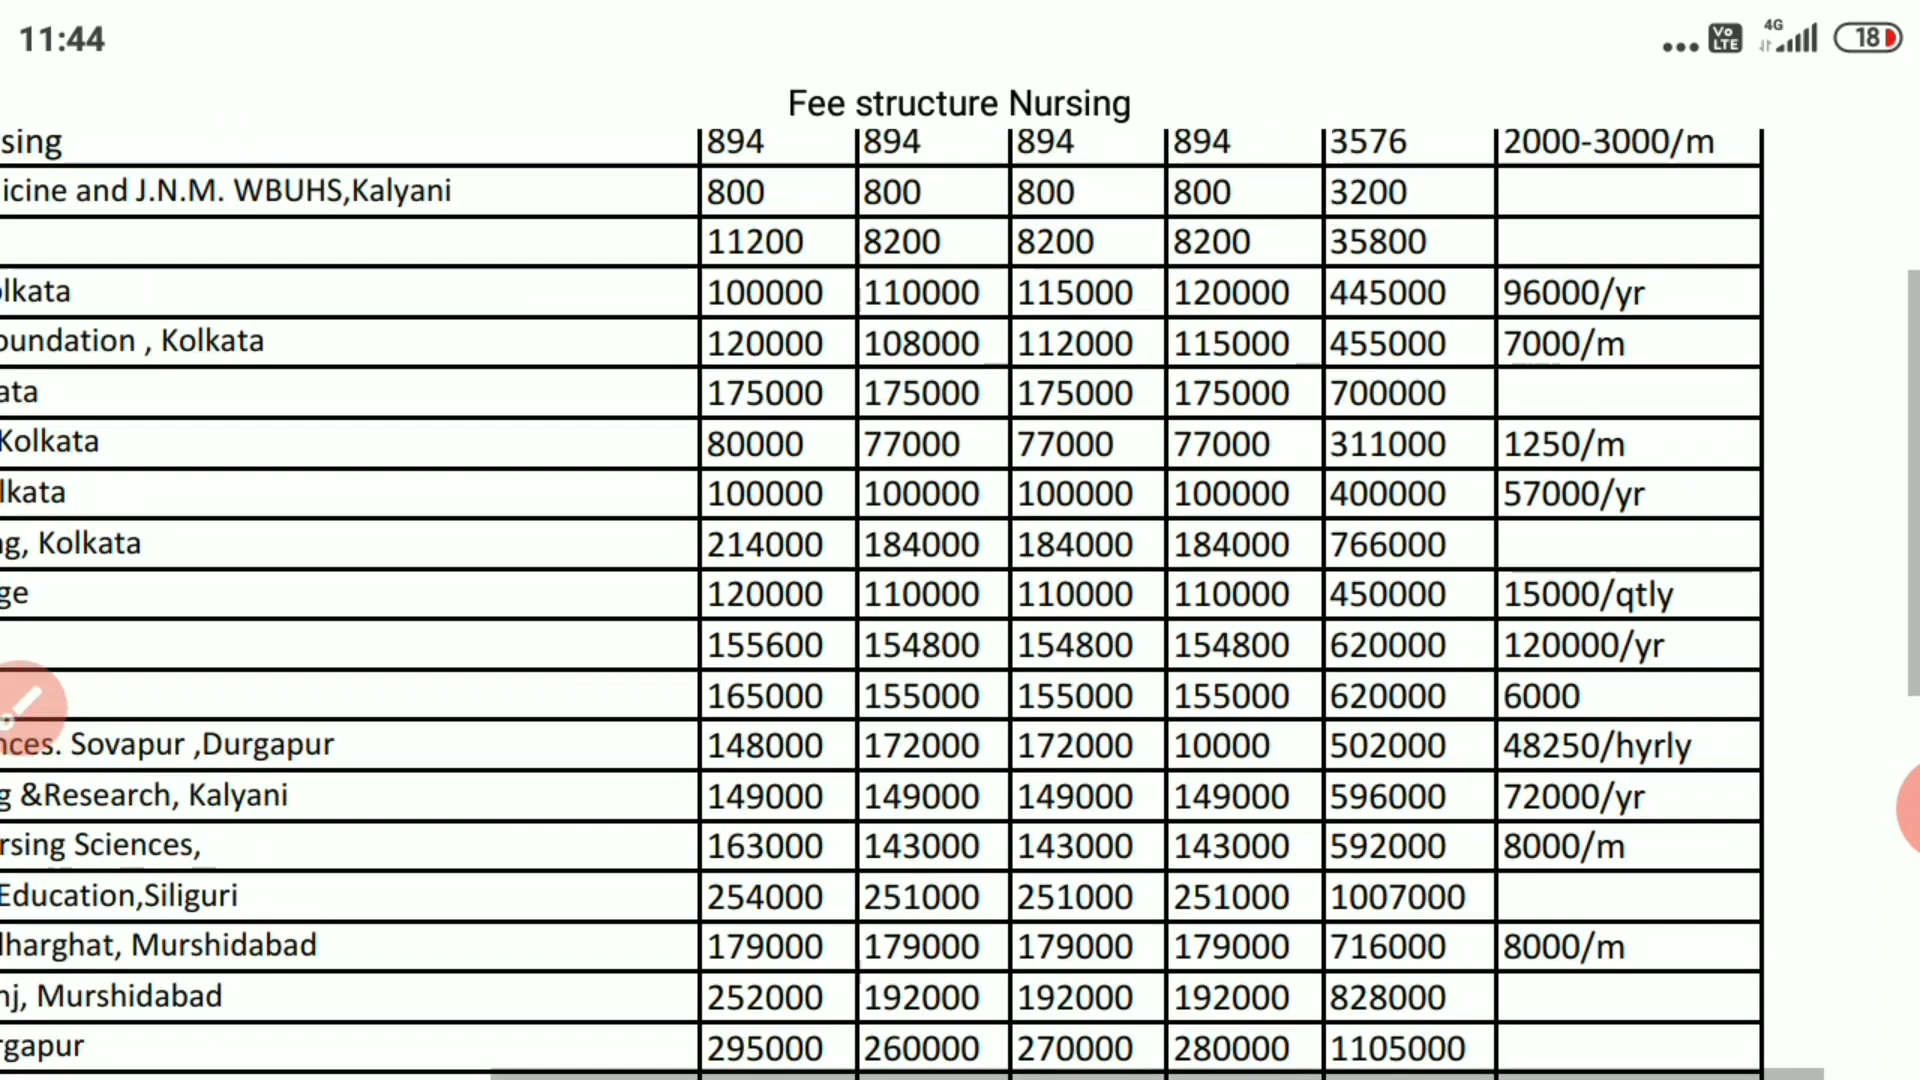 11:44 Vo LTE 4G 18
Fee structure Nursing
sing 894 894 894 894 3576 2000-3000/m
icine and J.N.M. WBUHS,Kalyani 800 800 800 800 3200
11200 8200 8200 8200 35800
lkata 100000 110000 115000 120000 445000 96000/yr
oundation , Kolkata 120000 108000 112000 115000 455000 7000/m
ata 175000 175000 175000 175000 700000
Kolkata 80000 77000 77000 77000 311000 1250/m
lkata 100000 100000 100000 100000 400000 57000/yr
ng, Kolkata 214000 184000 184000 184000 766000
ge 120000 110000 110000 110000 450000 15000/qtly
155600 154800 154800 154800 620000 120000/yr
165000 155000 155000 155000 620000 6000
nces. Sovapur ,Durgapur 148000 172000 172000 10000 502000 48250/hyrly
g &Research, Kalyani 149000 149000 149000 149000 596000 72000/yr
rsing Sciences, 163000 143000 143000 143000 592000 8000/m
Education,Siliguri 254000 251000 251000 251000 1007000
dharghat, Murshidabad 179000 179000 179000 179000 716000 8000/m
nj, Murshidabad 252000 192000 192000 192000 828000
rgapur 295000 260000 270000 280000 1105000